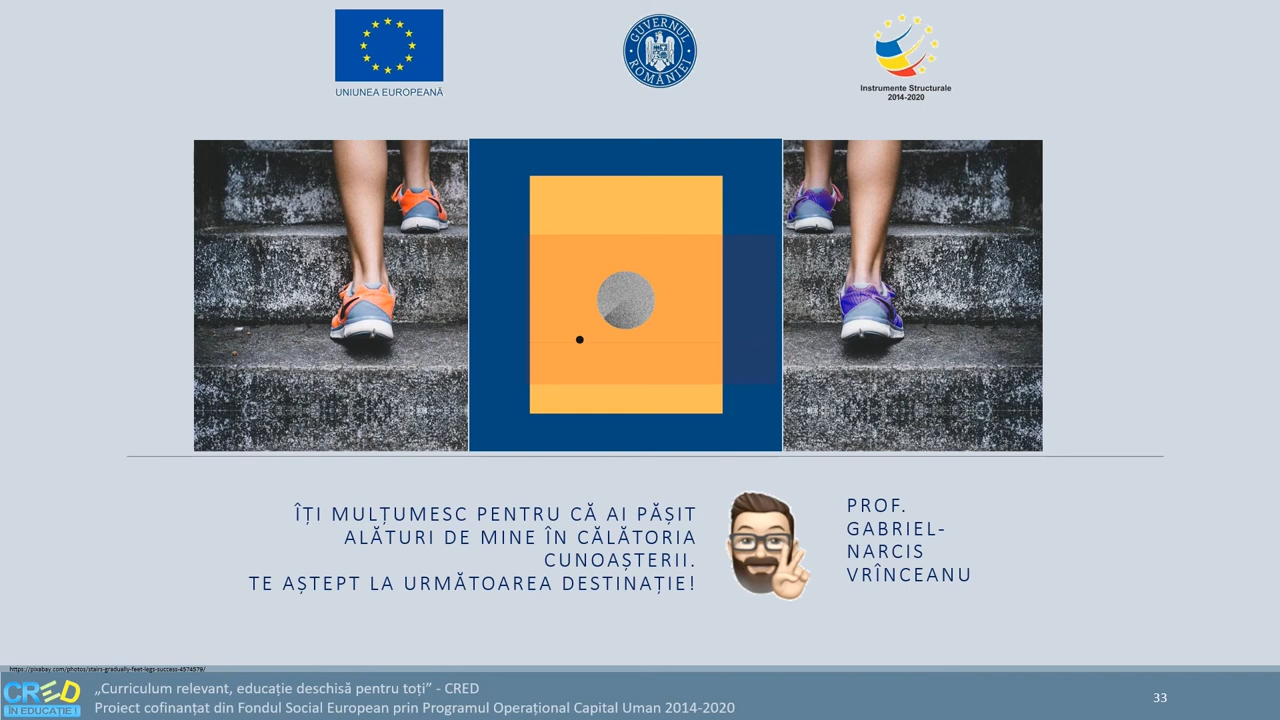 UNIUNEA EUROPEANĂ
GUVERNUL ROMÂNIEI
Instrumente Structurale
2014-2020
ÎȚI MULȚUMESC PENTRU CĂ AI PĂȘIT
ALĂTURI DE MINE ÎN CĂLĂTORIA
CUNOAȘTERII.
TE AȘTEPT LA URMĂTOAREA DESTINAȚIE!
PROF.
GABRIEL-
NARCIS
VRÎNCEANU
https://pixabay.com/photos/stairs-gradually-feet-legs-success-4574579/
CRED
ÎN EDUCAȚIE !
„Curriculum relevant, educație deschisă pentru toți” - CRED
Proiect cofinanțat din Fondul Social European prin Programul Operațional Capital Uman 2014-2020
33